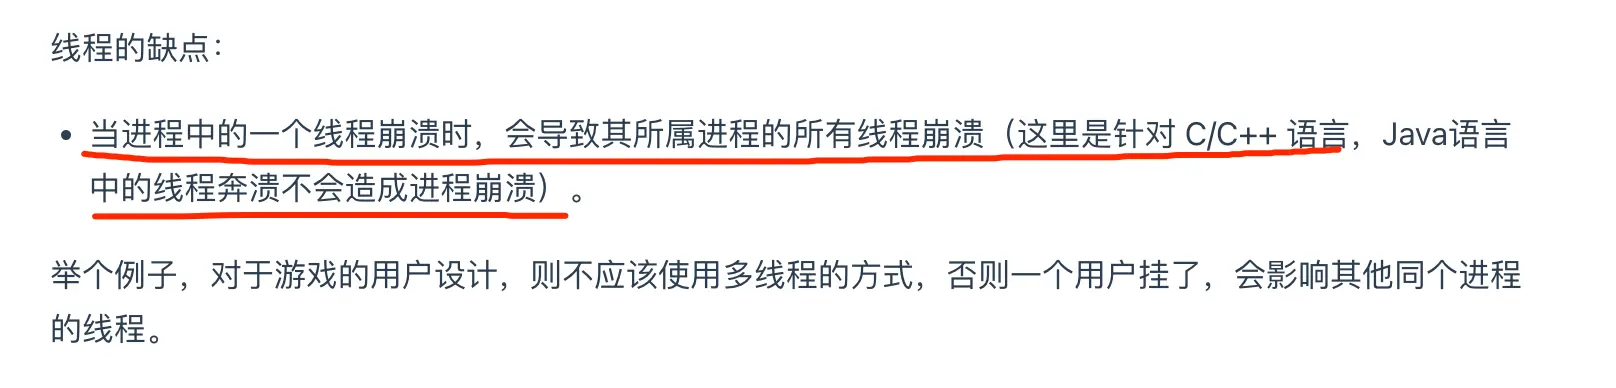 线程的缺点：
• 当进程中的一个线程崩溃时，会导致其所属进程的所有线程崩溃（这里是针对 C/C++ 语言，Java语言
中的线程奔溃不会造成进程崩溃）。
举个例子，对于游戏的用户设计，则不应该使用多线程的方式，否则一个用户挂了，会影响其他同个进程
的线程。